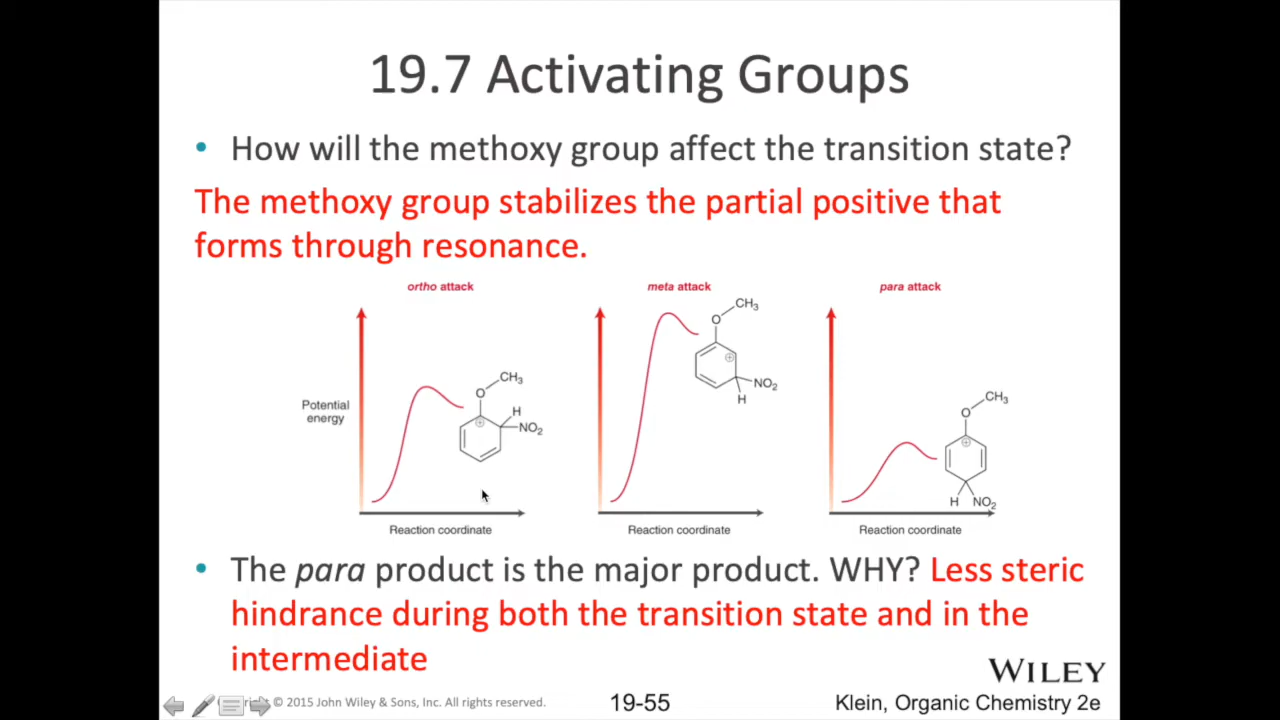 19.7 Activating Groups
• How will the methoxy group affect the transition state?
The methoxy group stabilizes the partial positive that
forms through resonance.
ortho attack
meta attack
para attack
Potential
energy
O
CH3
H
NO2
Reaction coordinate
O
CH3
NO2
H
Reaction coordinate
O
CH3
H NO2
Reaction coordinate
• The para product is the major product. WHY? Less steric
hindrance during both the transition state and in the
intermediate
WILEY
© 2015 John Wiley & Sons, Inc. All rights reserved.
19-55
Klein, Organic Chemistry 2e